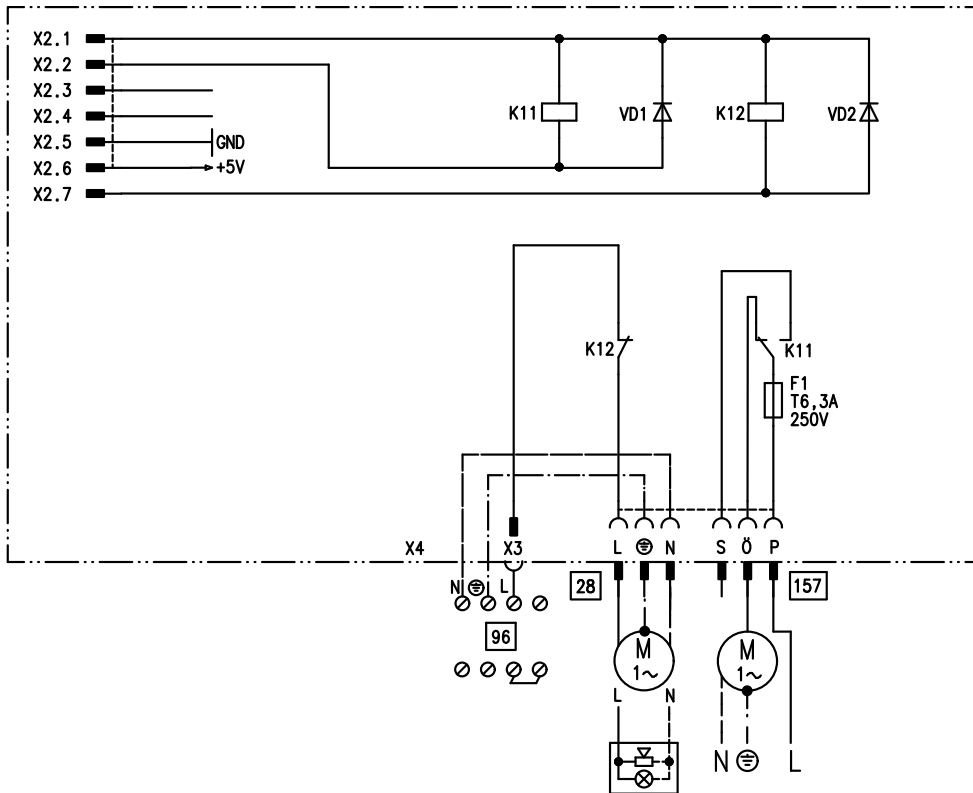 X2.1
X2.2
X2.3
X2.4
X2.5 GND
X2.6 +5V
X2.7
K11 VD1 K12 VD2
K12 K11
F1
T6,3A
250V
X4 X3 L N S Ö P
N L 28 157
96
M M
1~ 1~
L N
N L